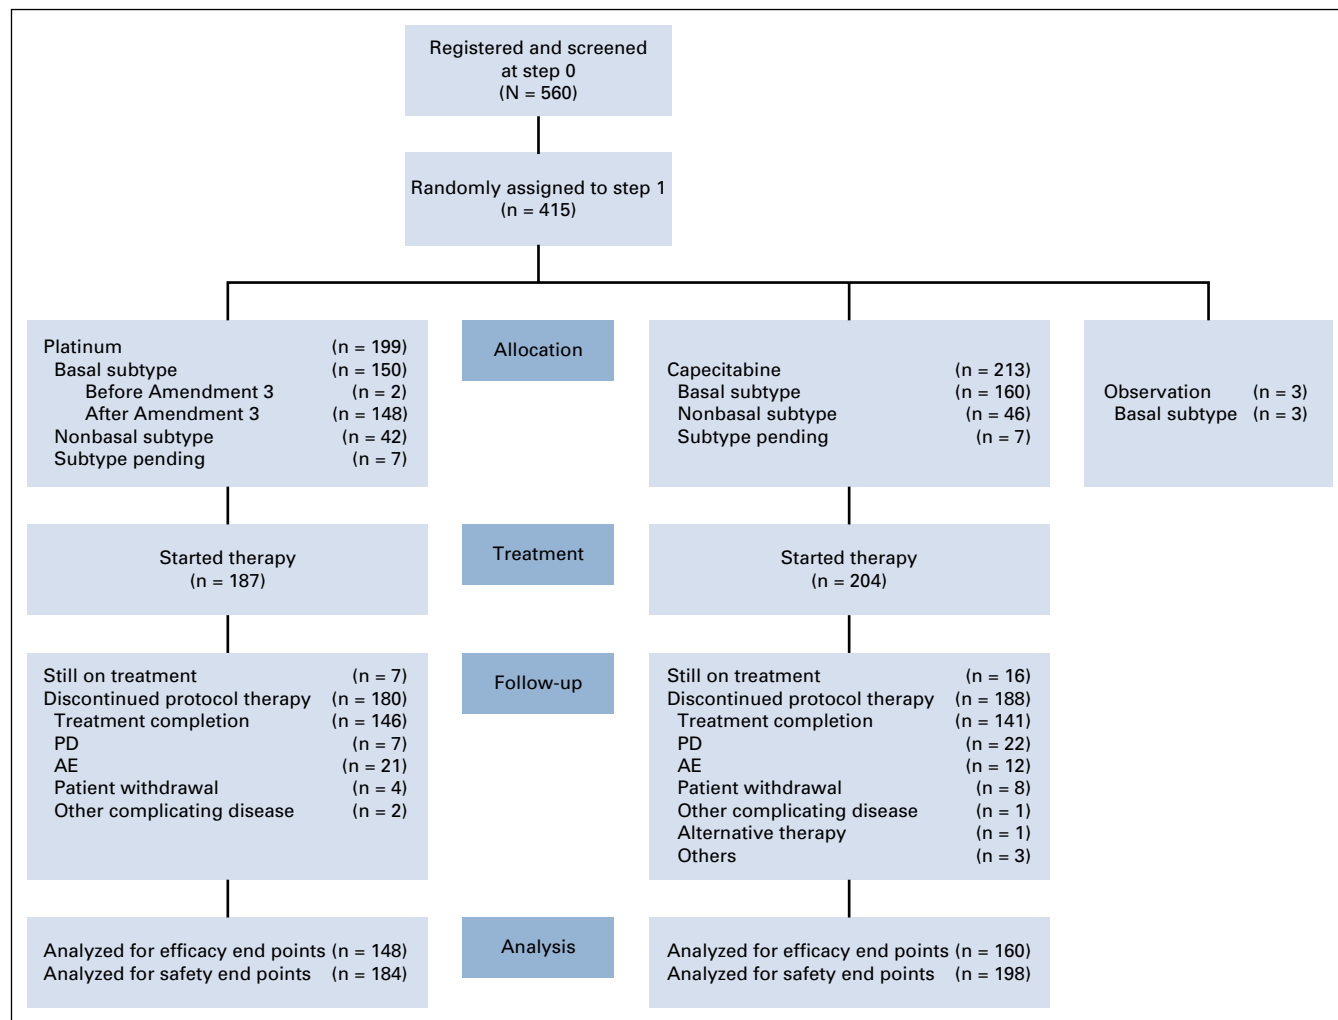 Registered and screened
at step 0
(N = 560)
Randomly assigned to step 1
(n = 415)
Platinum (n = 199)
Basal subtype (n = 150)
Before Amendment 3 (n = 2)
After Amendment 3 (n = 148)
Nonbasal subtype (n = 42)
Subtype pending (n = 7)
Allocation
Capecitabine (n = 213)
Basal subtype (n = 160)
Nonbasal subtype (n = 46)
Subtype pending (n = 7)
Observation (n = 3)
Basal subtype (n = 3)
Started therapy
(n = 187)
Treatment
Started therapy
(n = 204)
Still on treatment (n = 7)
Discontinued protocol therapy (n = 180)
Treatment completion (n = 146)
PD (n = 7)
AE (n = 21)
Patient withdrawal (n = 4)
Other complicating disease (n = 2)
Follow-up
Still on treatment (n = 16)
Discontinued protocol therapy (n = 188)
Treatment completion (n = 141)
PD (n = 22)
AE (n = 12)
Patient withdrawal (n = 8)
Other complicating disease (n = 1)
Alternative therapy (n = 1)
Others (n = 3)
Analyzed for efficacy end points (n = 148)
Analyzed for safety end points (n = 184)
Analysis
Analyzed for efficacy end points (n = 160)
Analyzed for safety end points (n = 198)